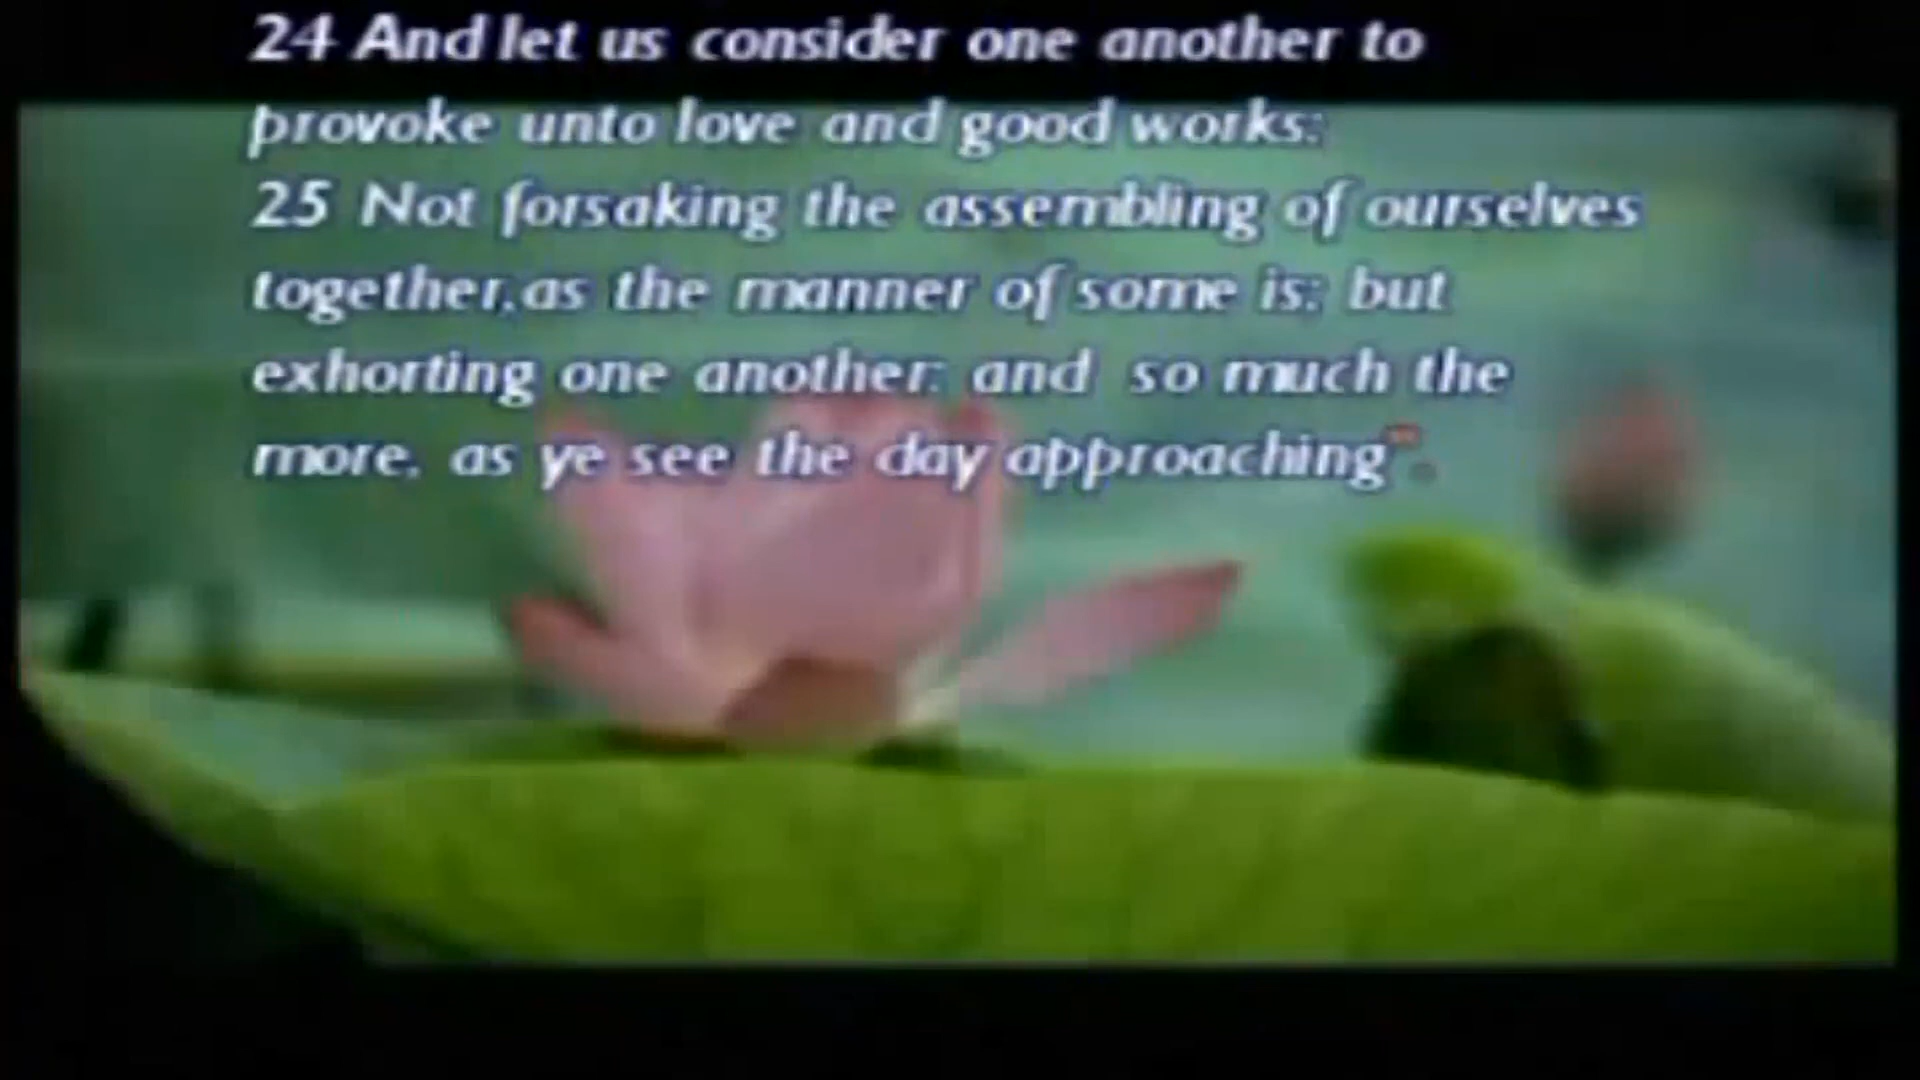 24 And let us consider one another to
provoke unto love and good works:
25 Not forsaking the assembling of ourselves
together,as the manner of some is; but
exhorting one another: and so much the
more, as ye see the day approaching".